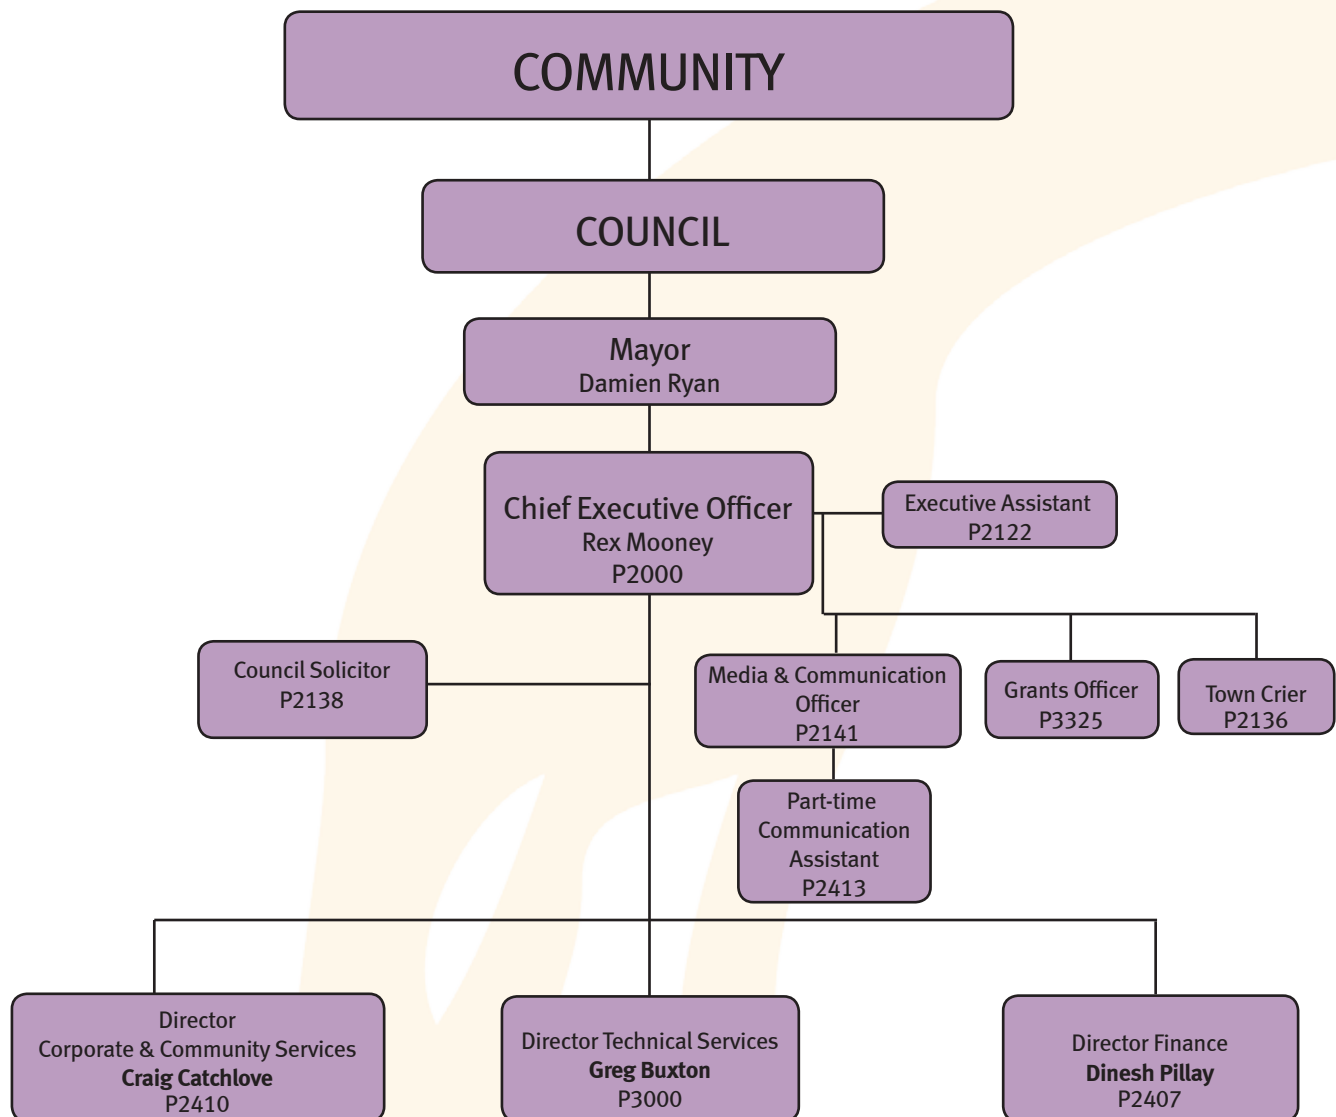 COMMUNITY
COUNCIL
Mayor
Damien Ryan
Chief Executive Officer
Rex Mooney
P2000
Executive Assistant
P2122
Council Solicitor
P2138
Media & Communication
Officer
P2141
Grants Officer
P3325
Town Crier
P2136
Part-time
Communication
Assistant
P2413
Director
Corporate & Community Services
Craig Catchlove
P2410
Director Technical Services
Greg Buxton
P3000
Director Finance
Dinesh Pillay
P2407